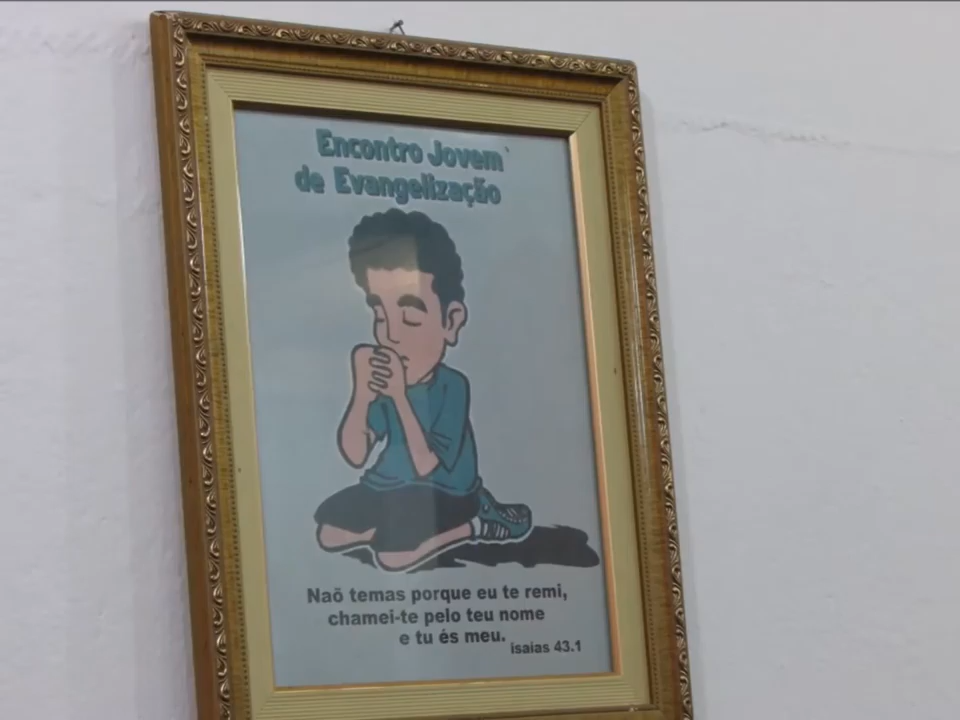 Encontro Jovem
de Evangelização
Naõ temas porque eu te remi,
chamei-te pelo teu nome
e tu és meu.
isaias 43.1